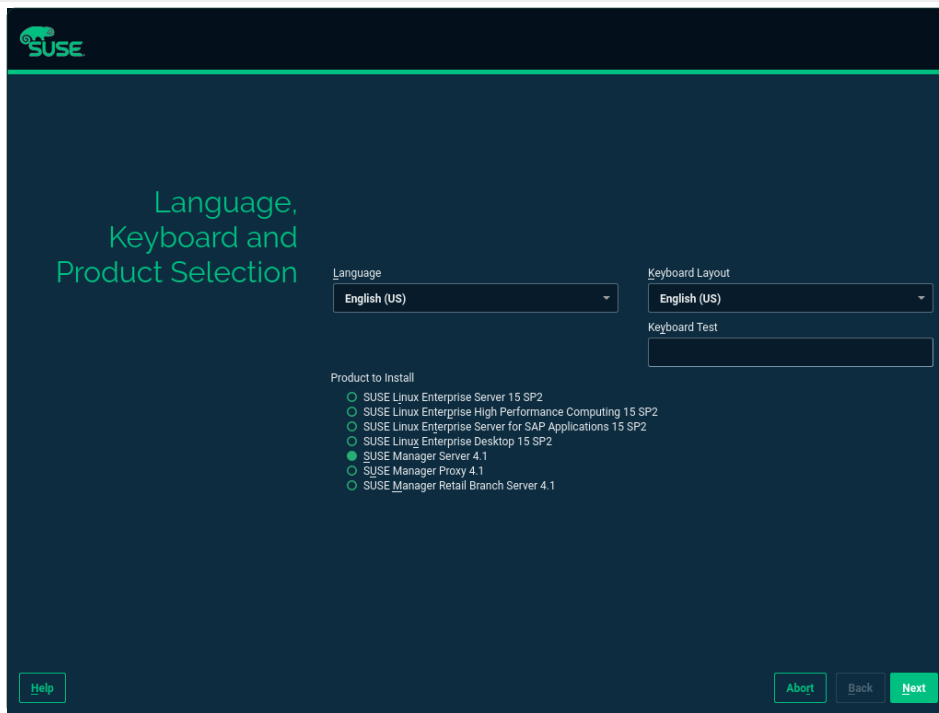 SUSE
Language,
Keyboard and
Product Selection
Language
Keyboard Layout
English (US)
English (US)
Keyboard Test
Product to Install
SUSE Linux Enterprise Server 15 SP2
SUSE Linux Enterprise High Performance Computing 15 SP2
SUSE Linux Enterprise Server for SAP Applications 15 SP2
SUSE Linux Enterprise Desktop 15 SP2
SUSE Manager Server 4.1
SUSE Manager Proxy 4.1
SUSE Manager Retail Branch Server 4.1
Help
Abort
Back
Next